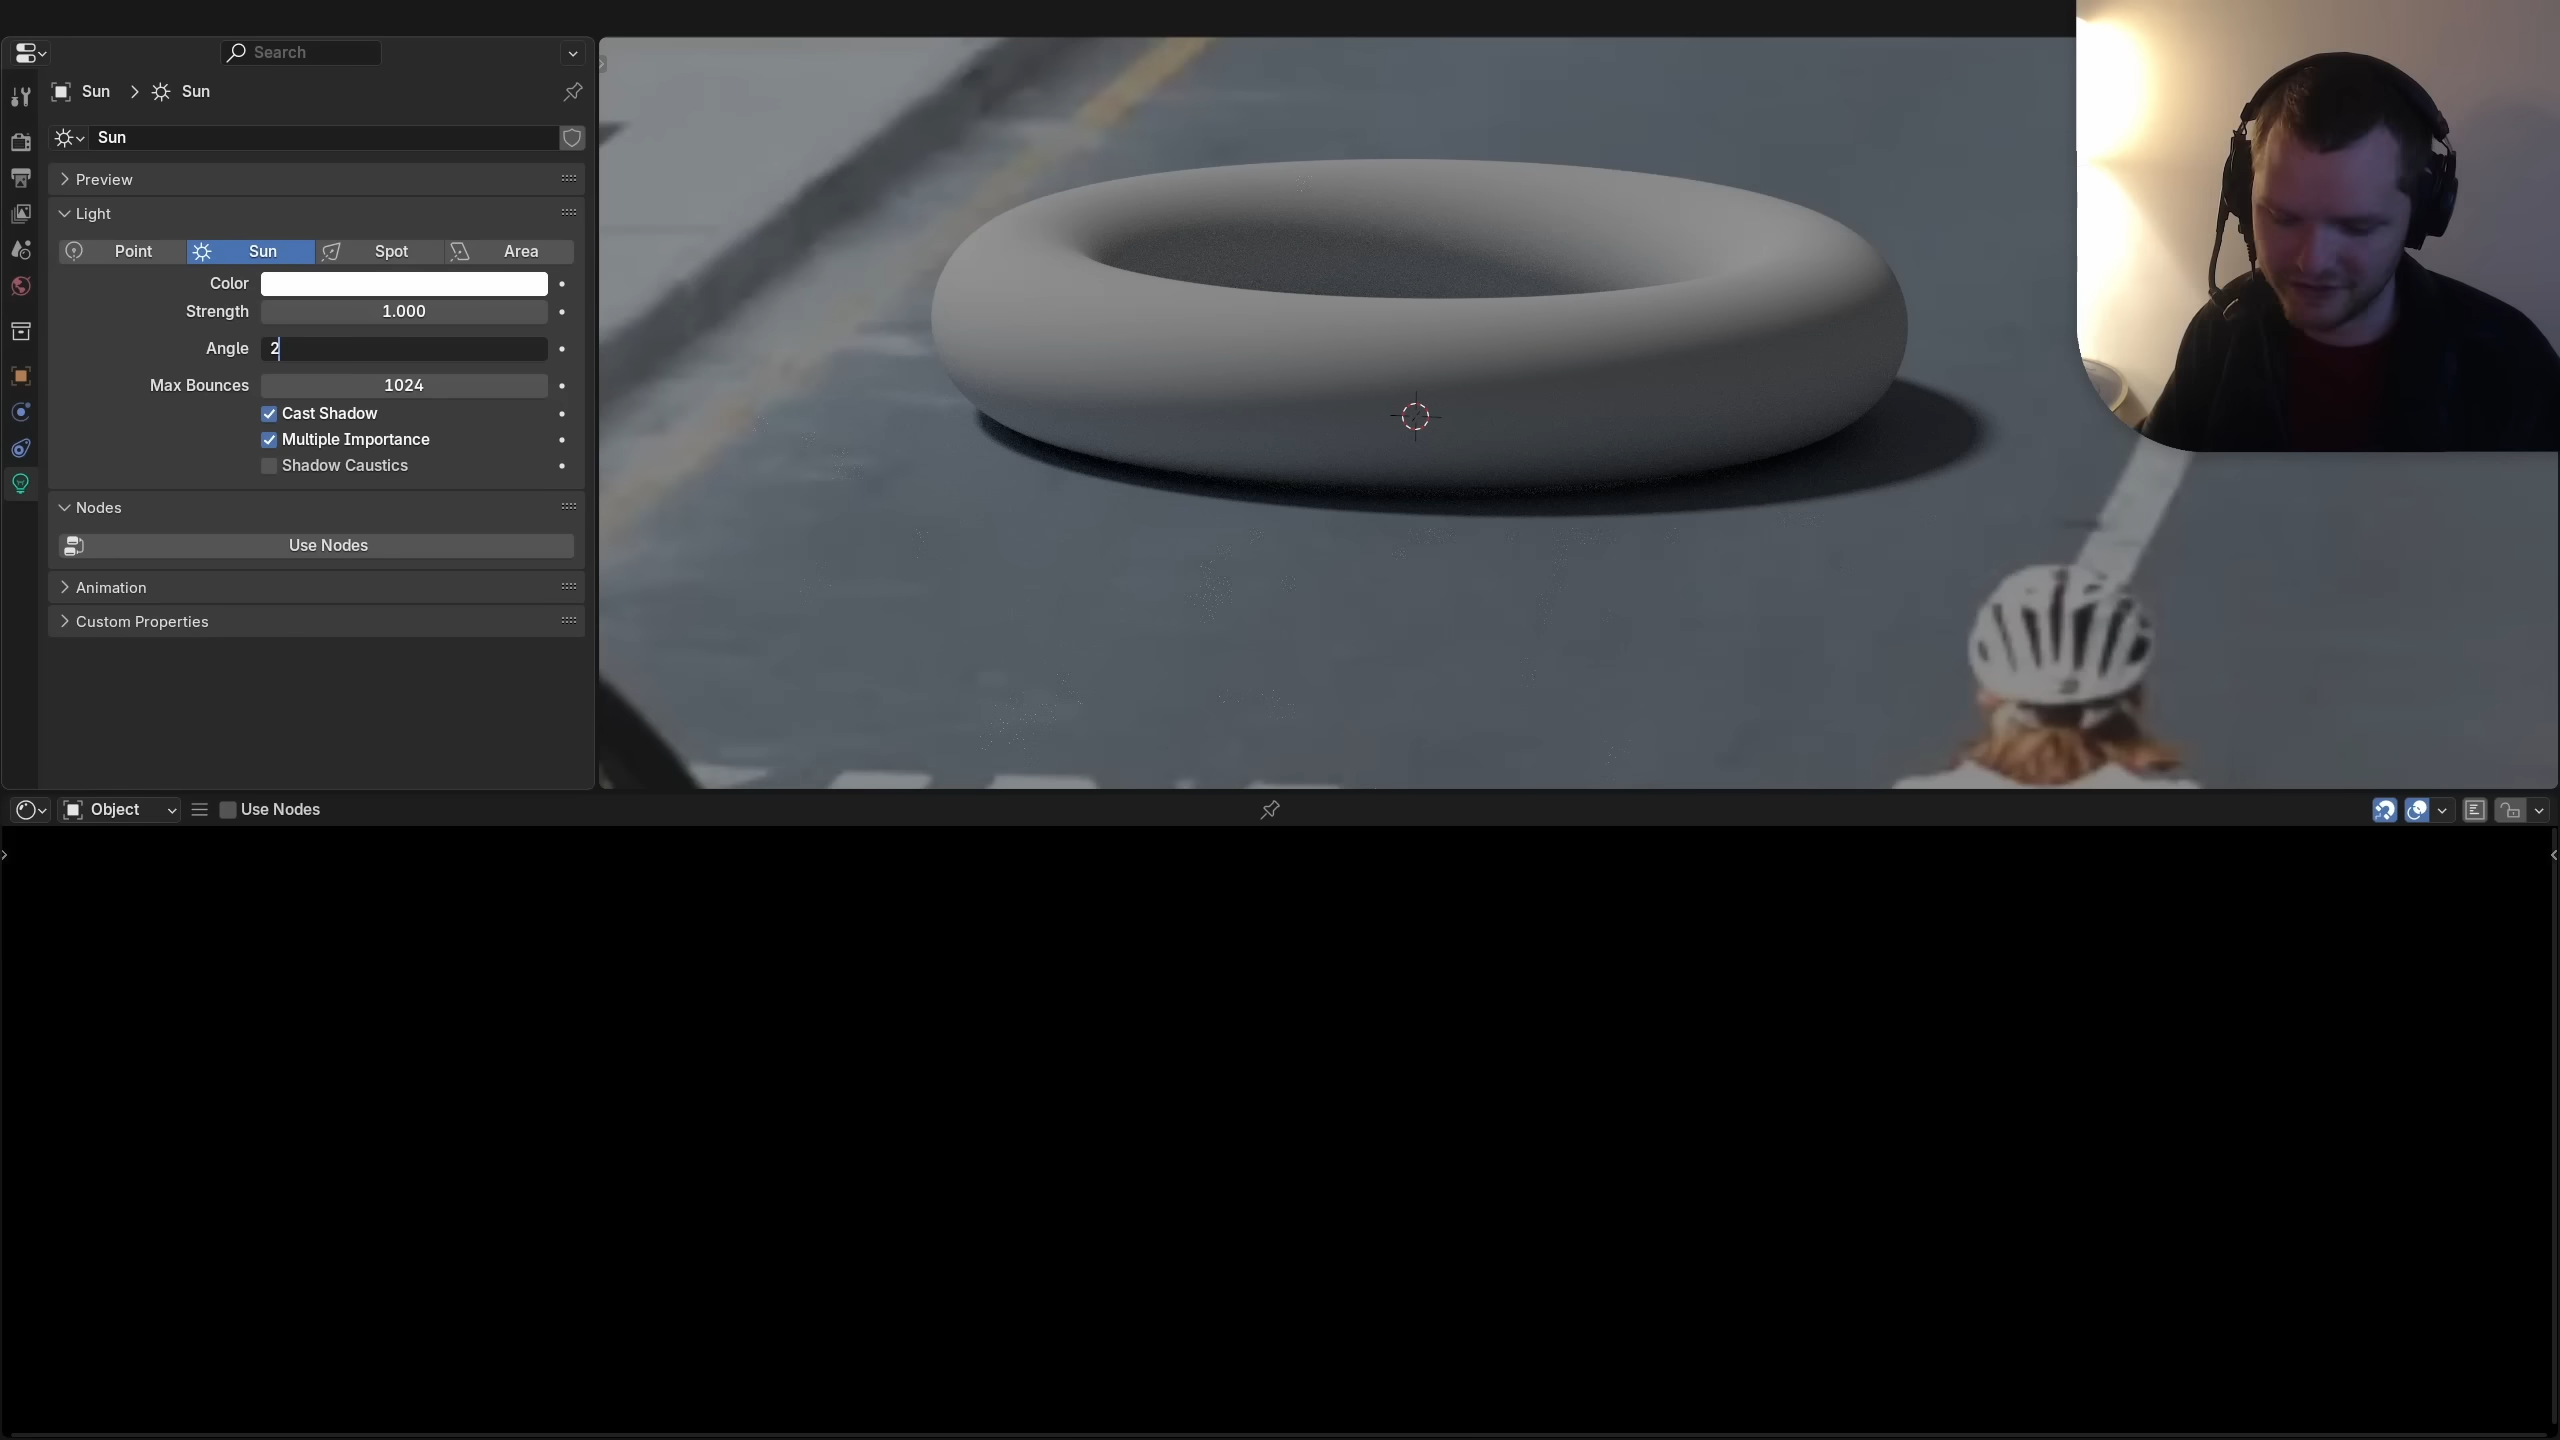 Search
Sun > Sun
Sun
Preview
Light
Point Sun Spot Area
Color
Strength 1.000
Angle 2
Max Bounces 1024
Cast Shadow
Multiple Importance
Shadow Caustics
Nodes
Use Nodes
Animation
Custom Properties
Object Use Nodes